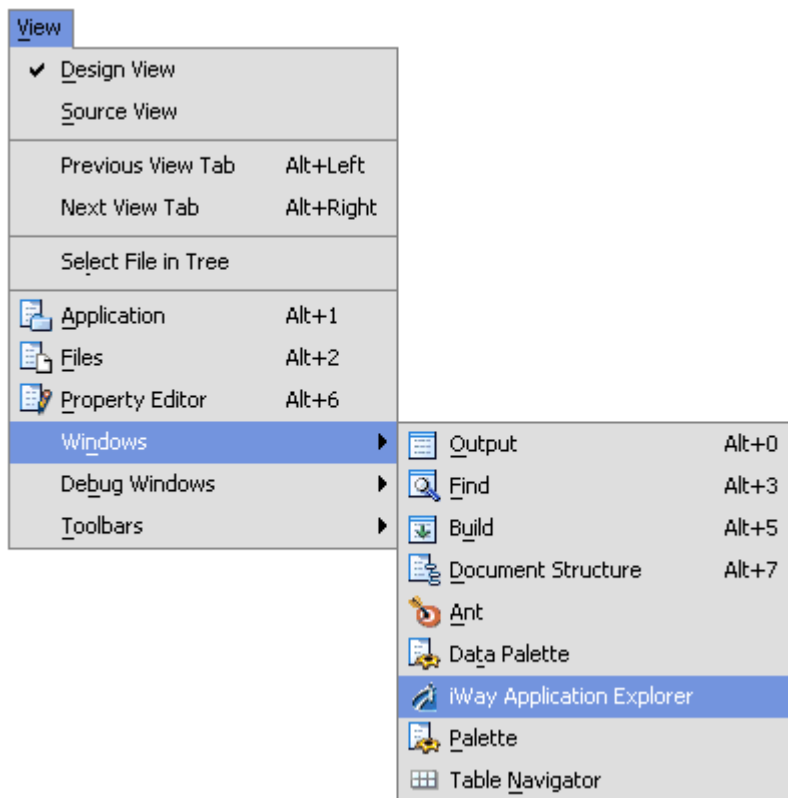 View
Design View
Source View
Previous View Tab Alt+Left
Next View Tab Alt+Right
Select File in Tree
Application Alt+1
Files Alt+2
Property Editor Alt+6
Windows
Debug Windows
Toolbars
Output Alt+0
Find Alt+3
Build Alt+5
Document Structure Alt+7
Ant
Data Palette
iWay Application Explorer
Palette
Table Navigator